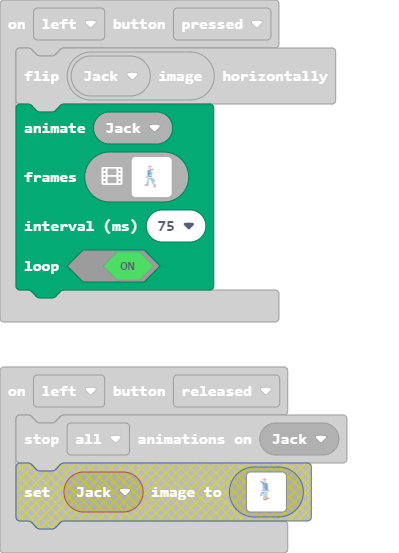 on left button pressed
flip Jack image horizontally
animate Jack
frames
interval (ms) 75
loop ON
on left button released
stop all animations on Jack
set Jack image to